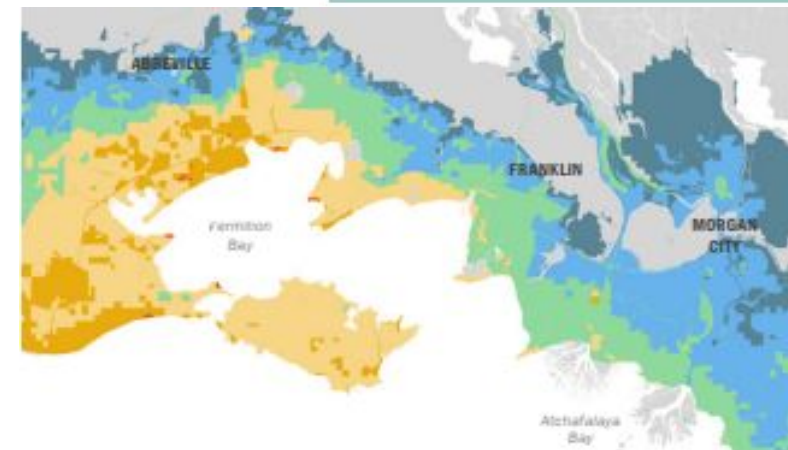 ABBEVILLE
FRANKLIN
MORGAN
CITY
Vermilion
Bay
Atchafalaya
Bay